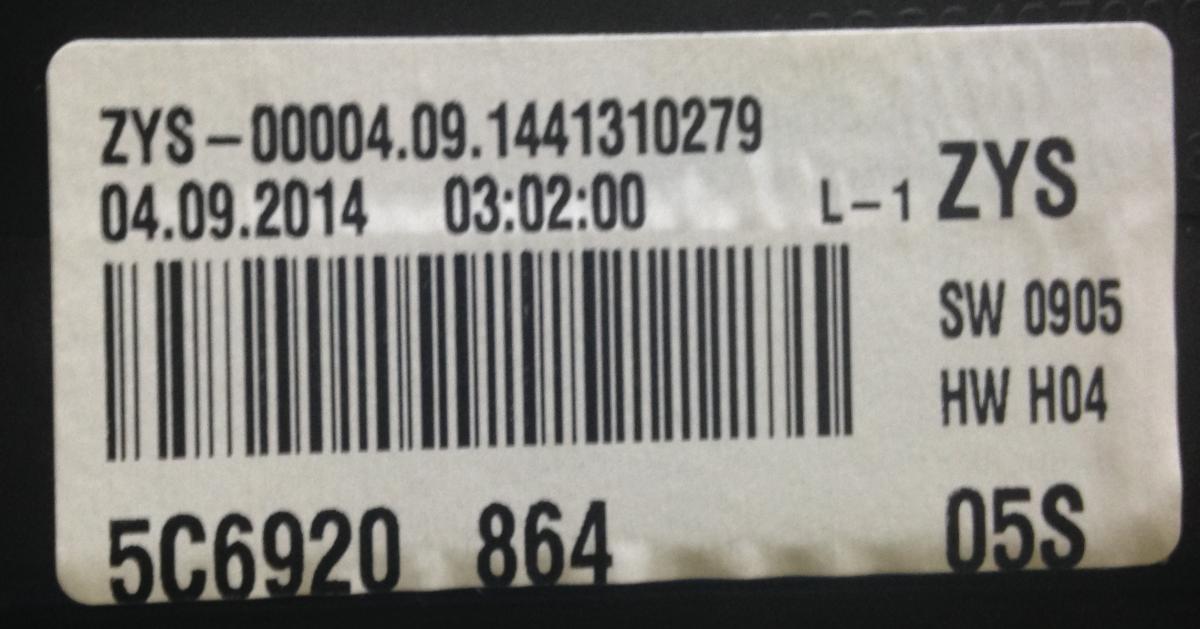 ZYS-00004.09.1441310279
04.09.2014 03:02:00 L-1 ZYS
SW 0905
HW H04
5C6920 864 05S